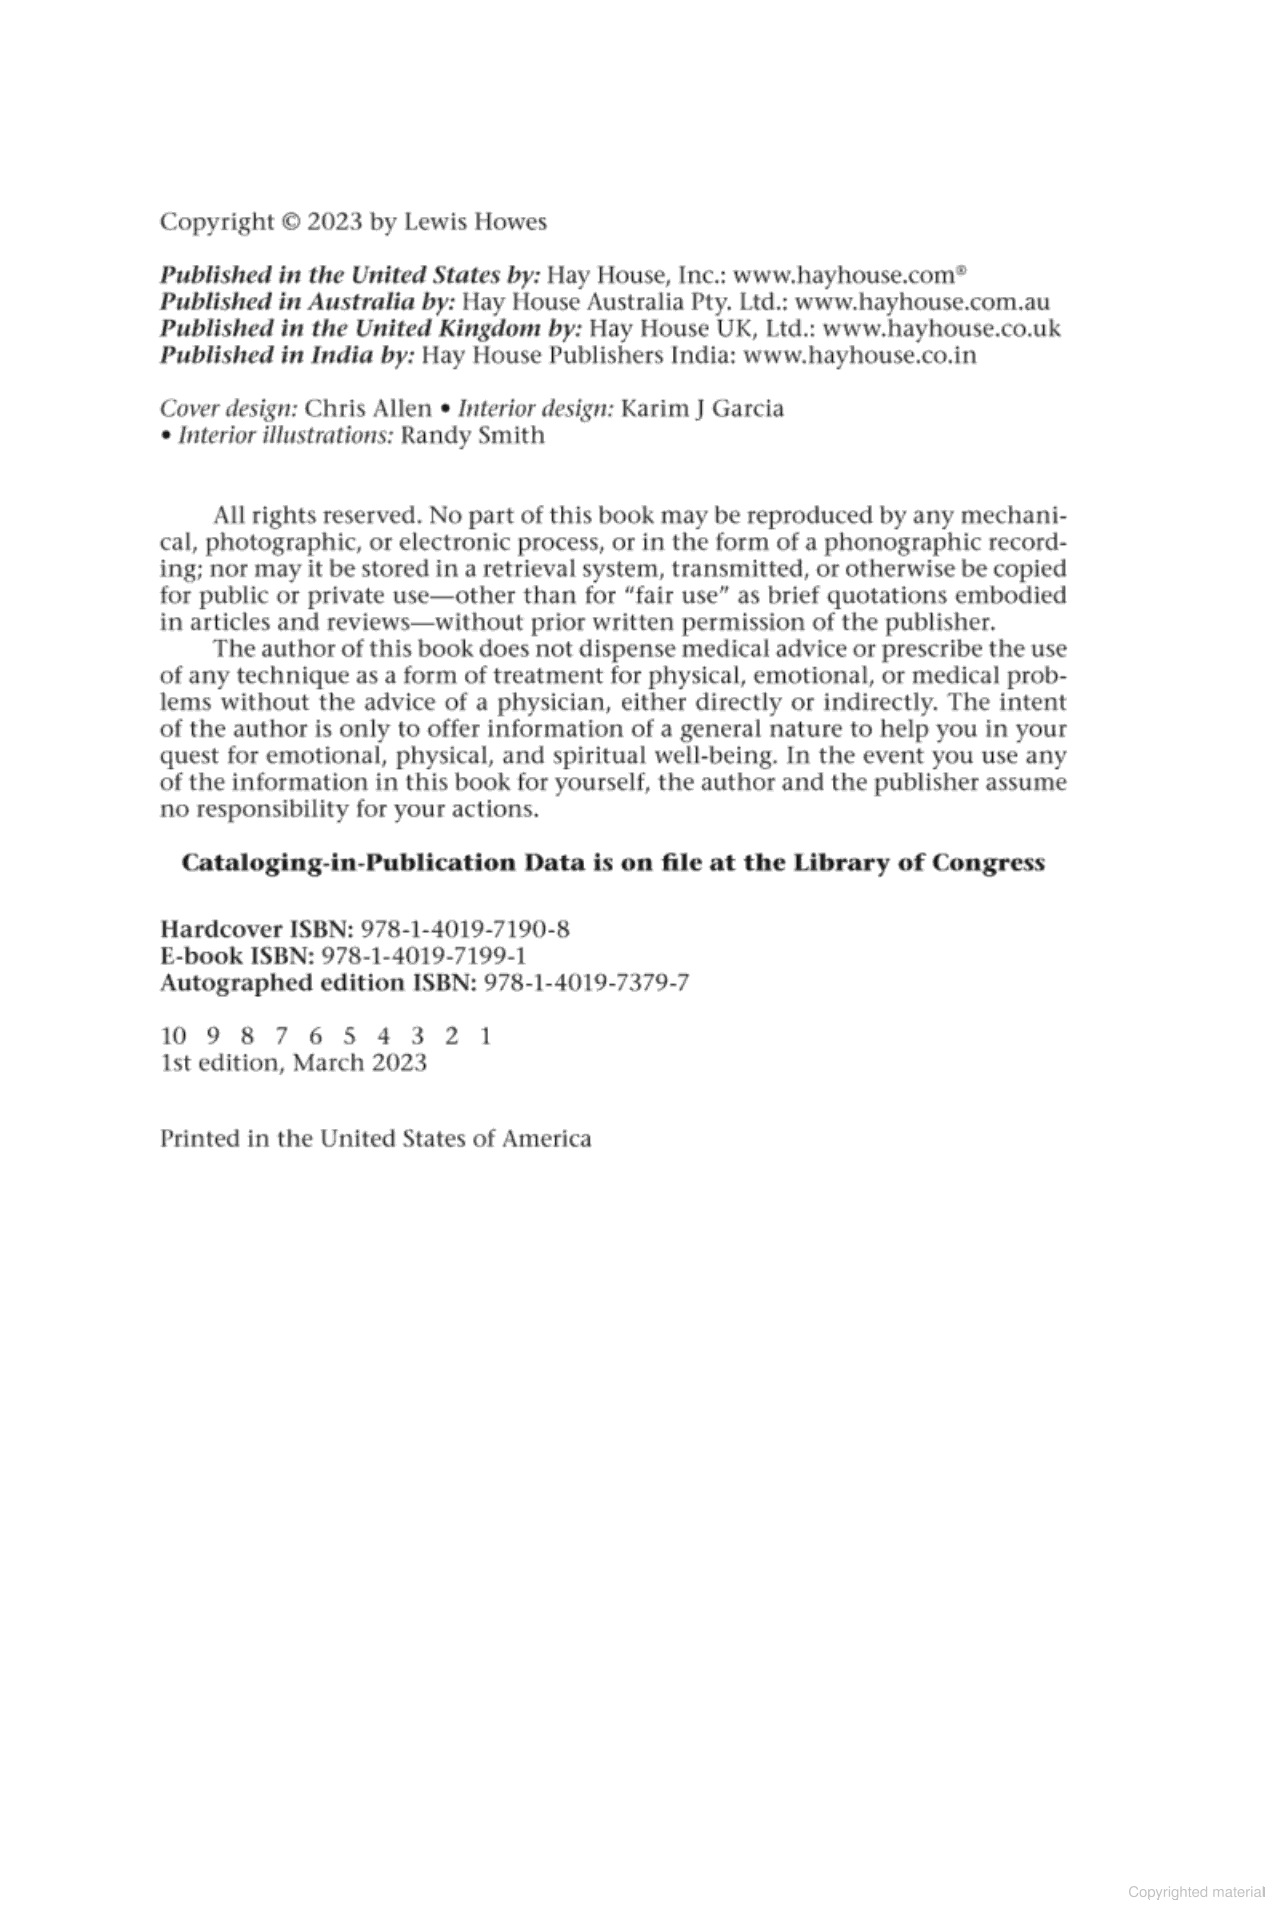 Copyright © 2023 by Lewis Howes
Published in the United States by: Hay House, Inc.: www.hayhouse.com®
Published in Australia by: Hay House Australia Pty. Ltd.: www.hayhouse.com.au
Published in the United Kingdom by: Hay House UK, Ltd.: www.hayhouse.co.uk
Published in India by: Hay House Publishers India: www.hayhouse.co.in
Cover design: Chris Allen • Interior design: Karim J Garcia
• Interior illustrations: Randy Smith
All rights reserved. No part of this book may be reproduced by any mechani-
cal, photographic, or electronic process, or in the form of a phonographic record-
ing; nor may it be stored in a retrieval system, transmitted, or otherwise be copied
for public or private use—other than for “fair use” as brief quotations embodied
in articles and reviews—without prior written permission of the publisher.
The author of this book does not dispense medical advice or prescribe the use
of any technique as a form of treatment for physical, emotional, or medical prob-
lems without the advice of a physician, either directly or indirectly. The intent
of the author is only to offer information of a general nature to help you in your
quest for emotional, physical, and spiritual well-being. In the event you use any
of the information in this book for yourself, the author and the publisher assume
no responsibility for your actions.
Cataloging-in-Publication Data is on file at the Library of Congress
Hardcover ISBN: 978-1-4019-7190-8
E-book ISBN: 978-1-4019-7199-1
Autographed edition ISBN: 978-1-4019-7379-7
10 9 8 7 6 5 4 3 2 1
1st edition, March 2023
Printed in the United States of America
Copyrighted material